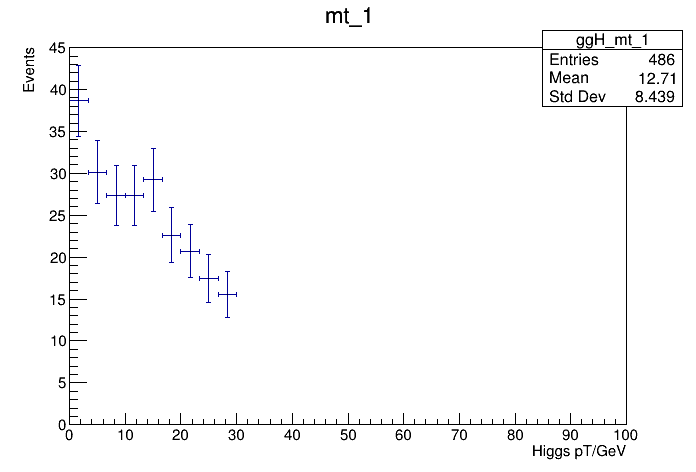 mt_1
ggH_mt_1
Entries 486
Mean 12.71
Std Dev 8.439
Events
45
40
35
30
25
20
15
10
5
0
0 10 20 30 40 50 60 70 80 90 100
Higgs pT/GeV